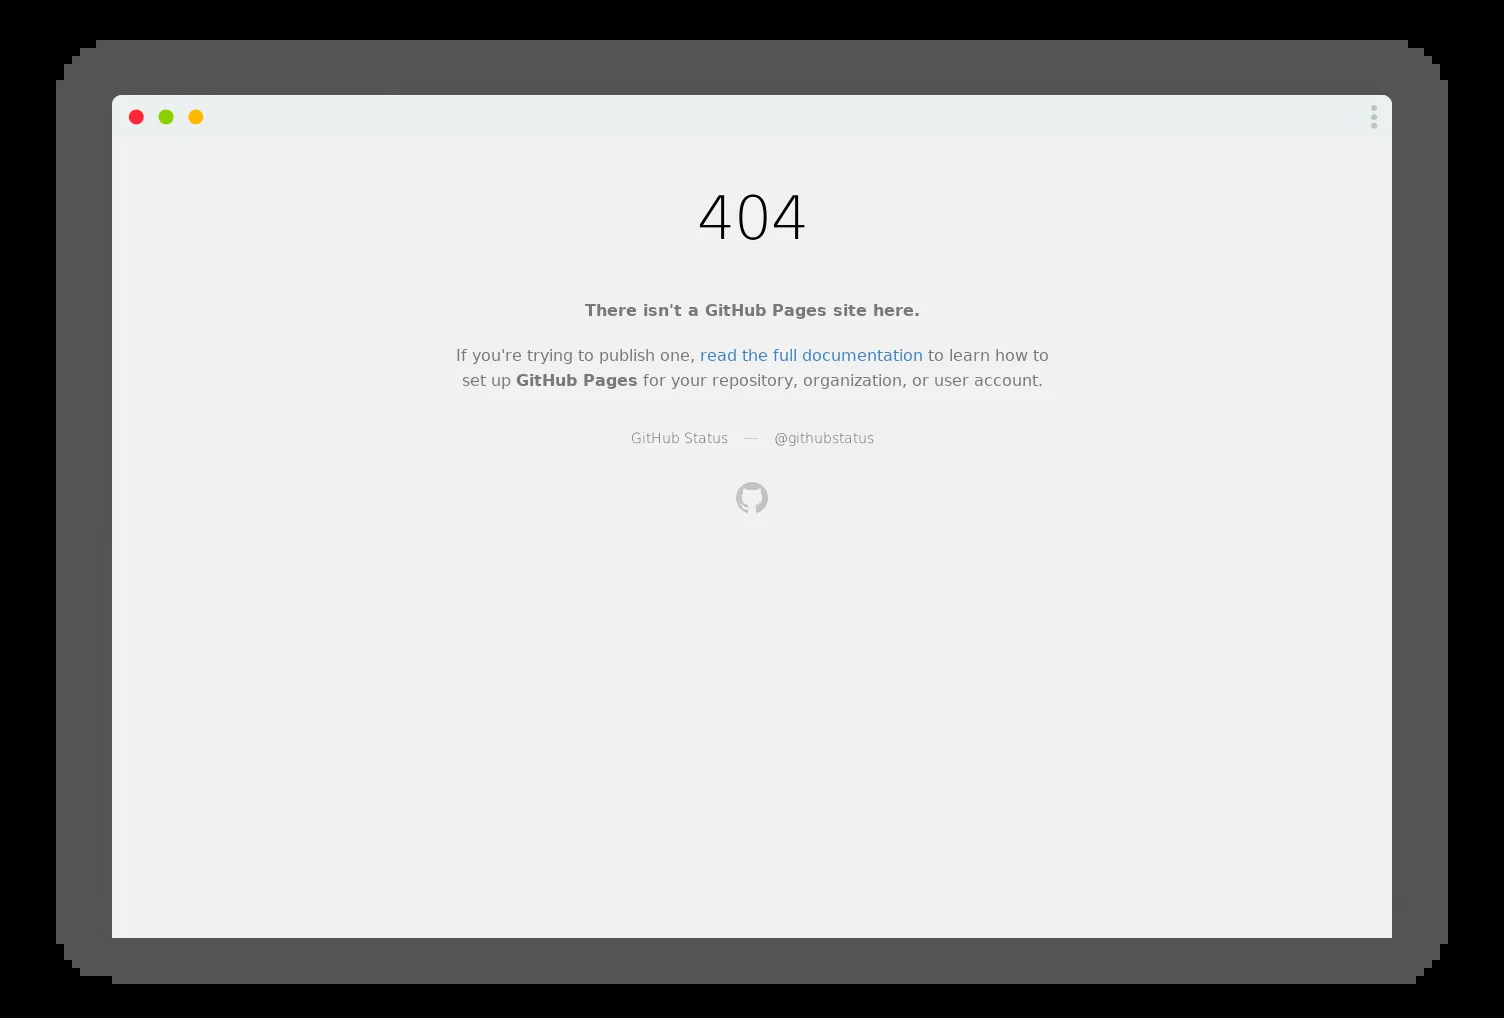 404
There isn't a GitHub Pages site here.
If you're trying to publish one, read the full documentation to learn how to
set up GitHub Pages for your repository, organization, or user account.
GitHub Status — @githubstatus